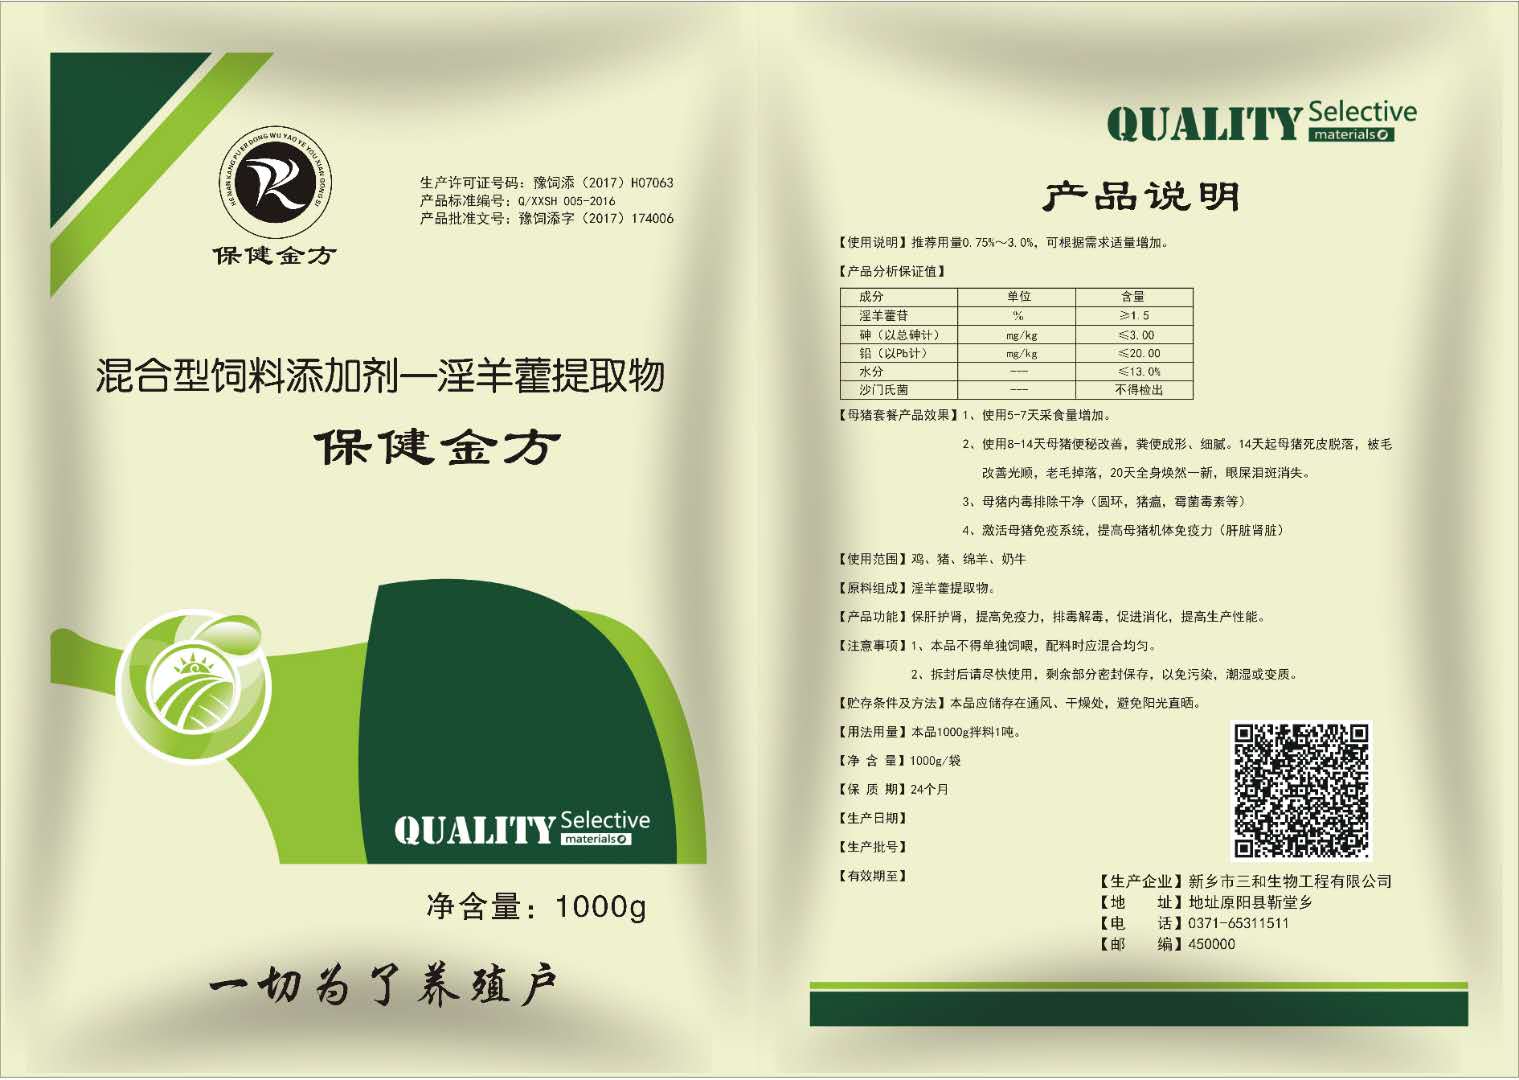 HE NAN KANG PU ER DONG WU YAO YE YOU XIAN GONG SI
保健金方
生产许可证号码：豫饲添（2017）H07063
产品标准编号：Q/XXSH 005-2016
产品批准文号：豫饲添字（2017）174006
混合型饲料添加剂—淫羊藿提取物
保健金方
QUALITY Selective
materials
净含量：1000g
一切为了养殖户
QUALITY Selective
materials
产品说明
【使用说明】推荐用量0.75%～3.0%，可根据需求适量增加。
【产品分析保证值】
成分 单位 含量
淫羊藿苷 % ≥1.5
砷（以总砷计） mg/kg ≤3.00
铅（以Pb计） mg/kg ≤20.00
水分 --- ≤13.0%
沙门氏菌 --- 不得检出
【母猪套餐产品效果】1、使用5-7天采食量增加。
2、使用8-14天母猪便秘改善，粪便成形、细腻。14天起母猪死皮脱落，被毛
改善光顺，老毛掉落，20天全身焕然一新，眼屎泪斑消失。
3、母猪内毒排除干净（圆环，猪瘟，霉菌毒素等）
4、激活母猪免疫系统，提高母猪机体免疫力（肝脏肾脏）
【使用范围】鸡、猪、绵羊、奶牛
【原料组成】淫羊藿提取物。
【产品功能】保肝护肾，提高免疫力，排毒解毒，促进消化，提高生产性能。
【注意事项】1、本品不得单独饲喂，配料时应混合均匀。
2、拆封后请尽快使用，剩余部分密封保存，以免污染，潮湿或变质。
【贮存条件及方法】本品应储存在通风、干燥处，避免阳光直晒。
【用法用量】本品1000g拌料1吨。
【净 含 量】1000g/袋
【保 质 期】24个月
【生产日期】
【生产批号】
【有效期至】
【生产企业】新乡市三和生物工程有限公司
【地 址】地址原阳县靳堂乡
【电 话】0371-65311511
【邮 编】450000